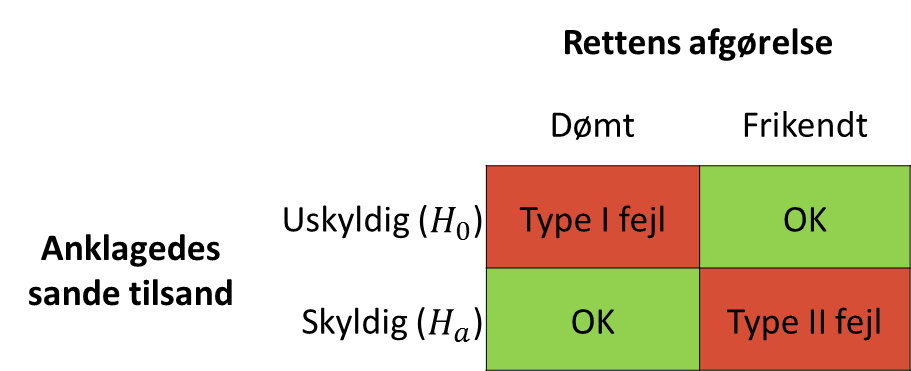 Rettens afgørelse
Dømt Frikendt
Uskyldig (H₀) Type I fejl OK
Anklagedes
sande tilsand
Skyldig (Hₐ) OK Type II fejl